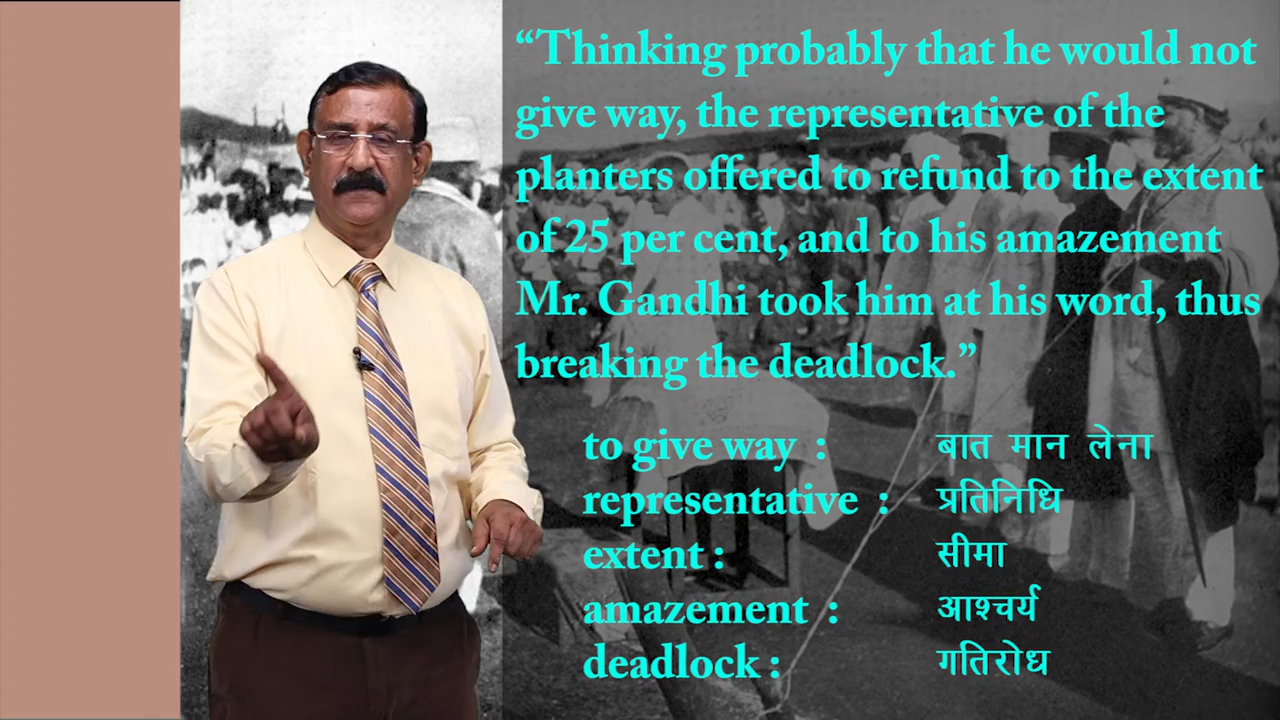 “Thinking probably that he would not
give way, the representative of the
planters offered to refund to the extent
of 25 per cent, and to his amazement
Mr. Gandhi took him at his word, thus
breaking the deadlock.”
to give way : बात मान लेना
representative : प्रतिनिधि
extent : सीमा
amazement : आश्चर्य
deadlock : गतिरोध